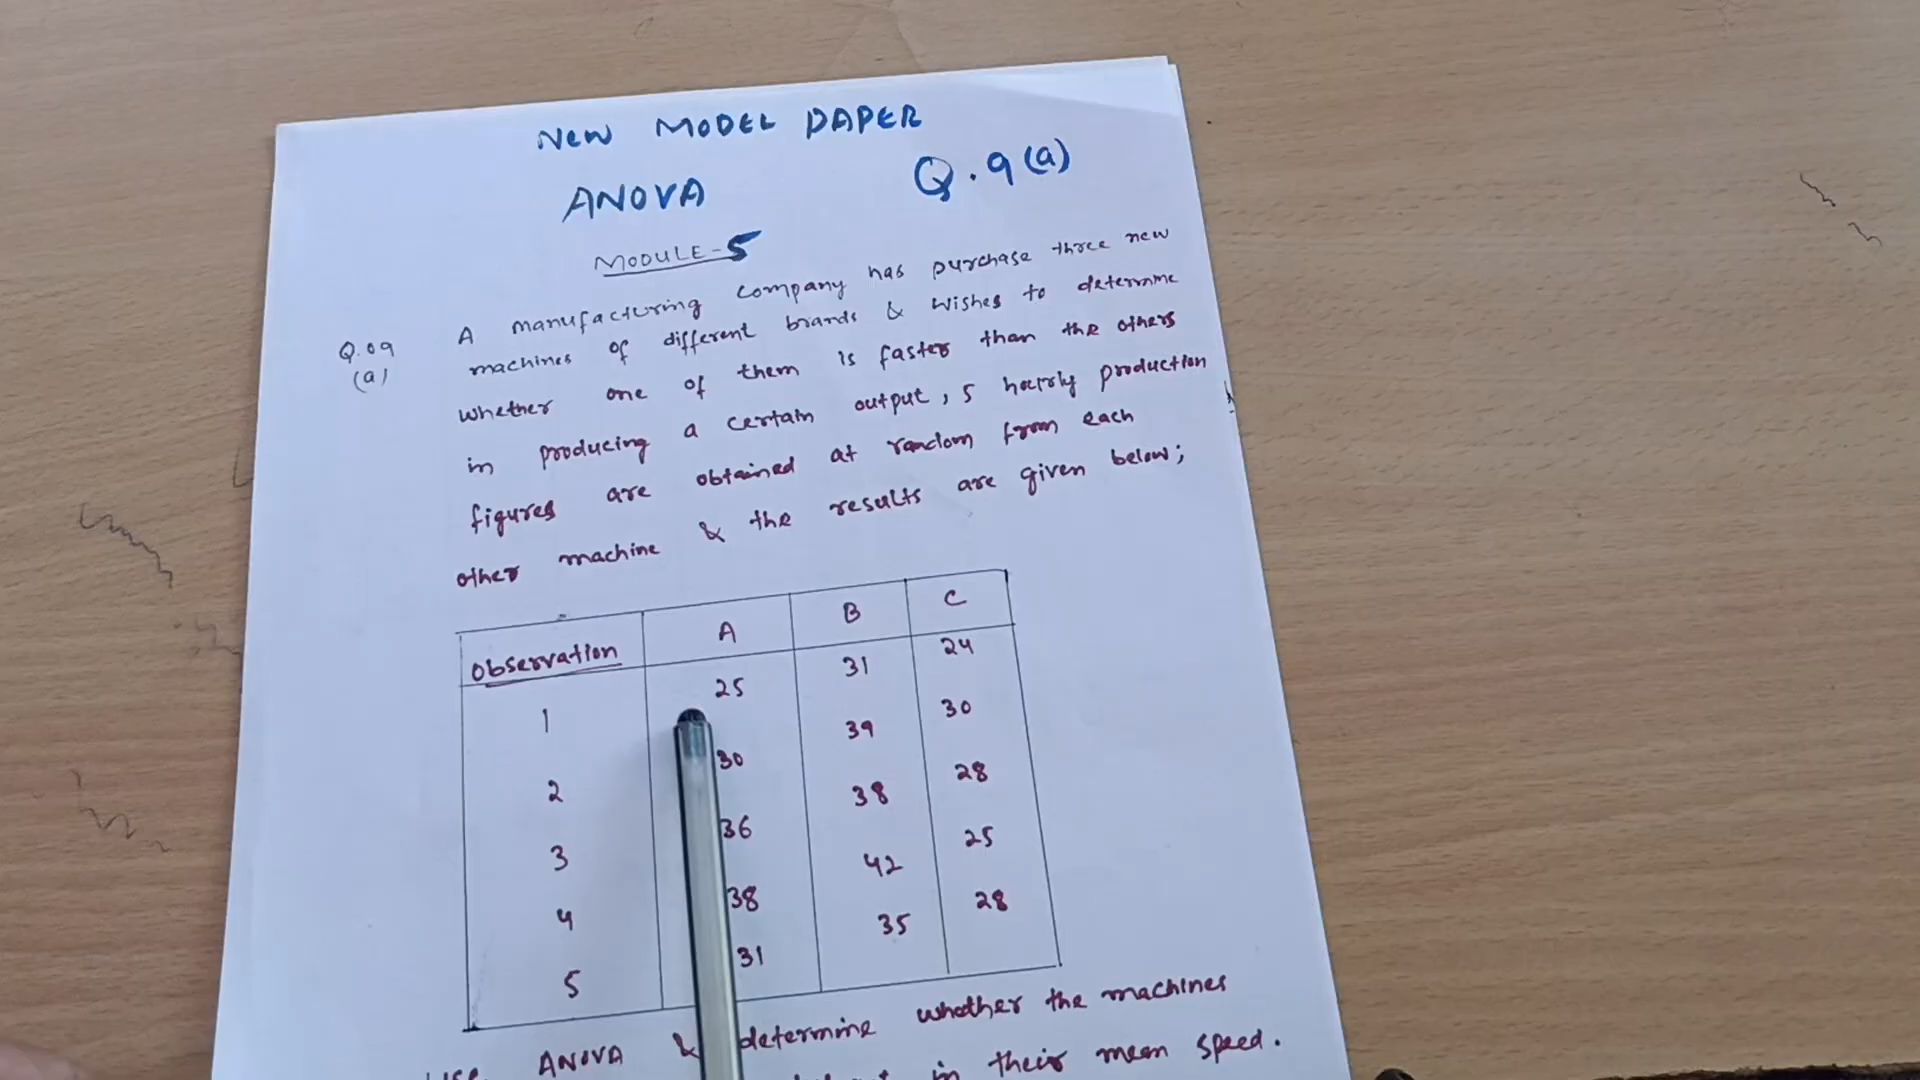 New MODEL PAPER
ANOVA Q.9(a)
MODULE-5
Q.09 (a) A manufacturing company has purchase three new
machines of different brands & wishes to determine
whether one of them is faster than the others
in producing a certain output, 5 hourly production
figures are obtained at random from each
other machine & the results are given below;
Observation A B C
1 25 31 24
2 30 39 30
3 36 38 28
4 38 42 25
5 31 35 28
Use ANOVA & determine whether the machines
in their mean speed.